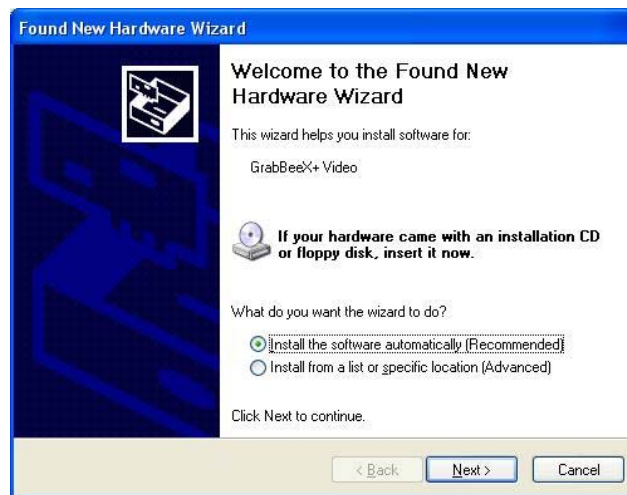 Found New Hardware Wizard
Welcome to the Found New
Hardware Wizard
This wizard helps you install software for:
GrabBeeX+ Video
If your hardware came with an installation CD
or floppy disk, insert it now.
What do you want the wizard to do?
Install the software automatically (Recommended)
Install from a list or specific location (Advanced)
Click Next to continue.
< Back Next > Cancel